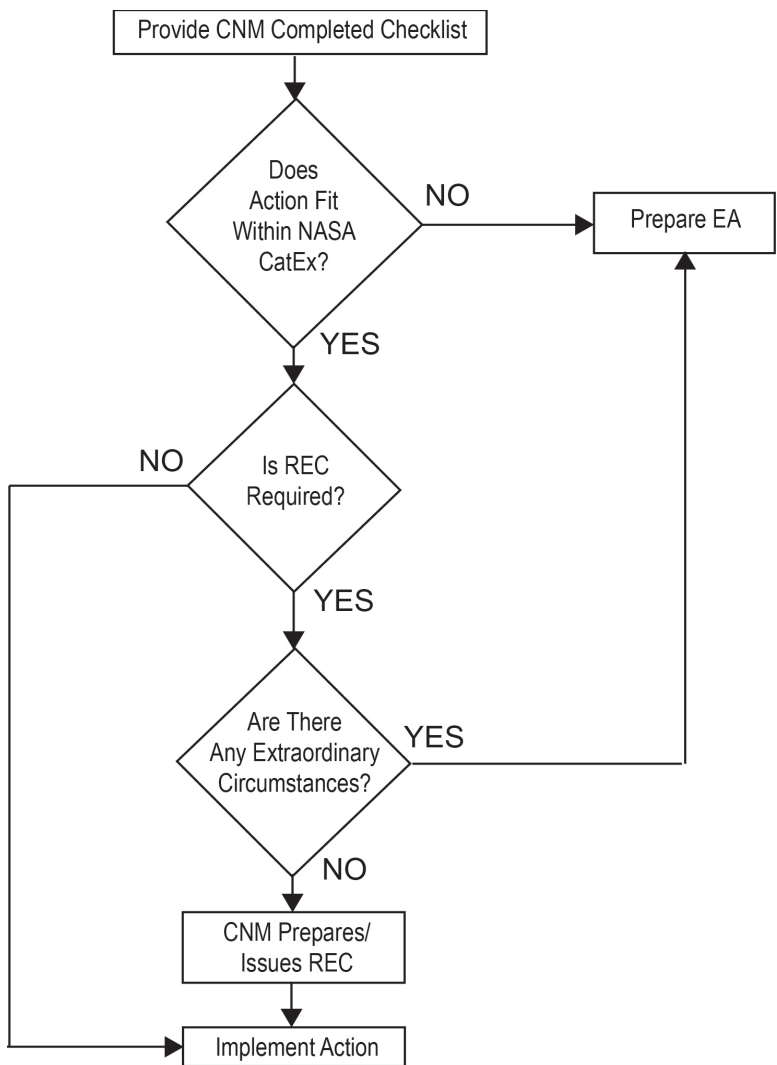 Provide CNM Completed Checklist
Does
Action Fit
Within NASA
CatEx?
NO
Prepare EA
YES
NO
Is REC
Required?
YES
Are There
Any Extraordinary
Circumstances?
YES
NO
CNM Prepares/
Issues REC
Implement Action